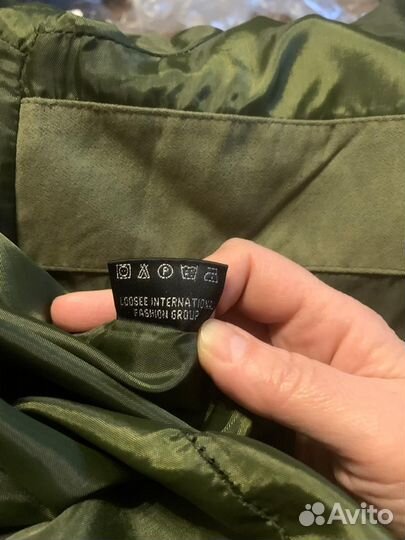 P
LOOSEE INTERNATIONAL
FASHION GROUP
Avito